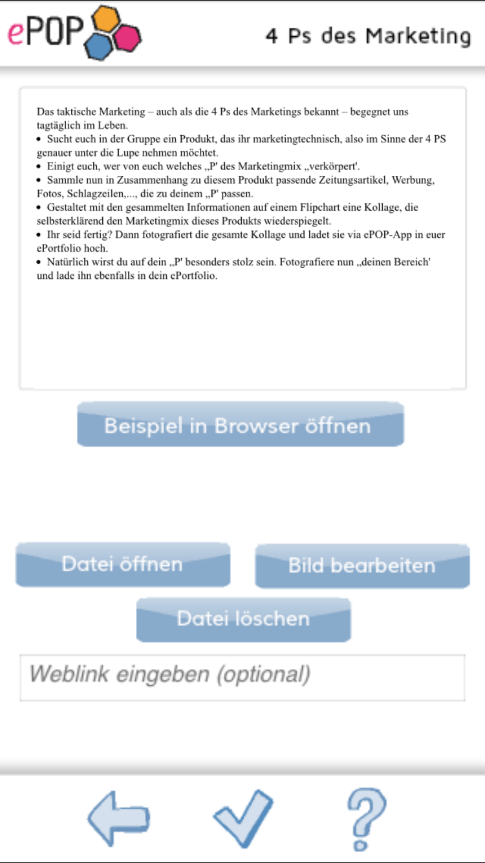 ePOP
4 Ps des Marketing
Das taktische Marketing – auch als die 4 Ps des Marketings bekannt – begegnet uns
tagtäglich im Leben.
• Sucht euch in der Gruppe ein Produkt, das ihr marketingtechnisch, also im Sinne der 4 PS
genauer unter die Lupe nehmen möchtet.
• Einigt euch, wer von euch welches „P' des Marketingmix „verkörpert'.
• Sammle nun in Zusammenhang zu diesem Produkt passende Zeitungsartikel, Werbung,
Fotos, Schlagzeilen,..., die zu deinem „P' passen.
• Gestaltet mit den gesammelten Informationen auf einem Flipchart eine Kollage, die
selbsterklärend den Marketingmix dieses Produkts wiederspiegelt.
• Ihr seid fertig? Dann fotografiert die gesamte Kollage und ladet sie via ePOP-App in euer
ePortfolio hoch.
• Natürlich wirst du auf dein „P' besonders stolz sein. Fotografiere nun „deinen Bereich'
und lade ihn ebenfalls in dein ePortfolio.
Beispiel in Browser öffnen
Datei öffnen
Bild bearbeiten
Datei löschen
Weblink eingeben (optional)